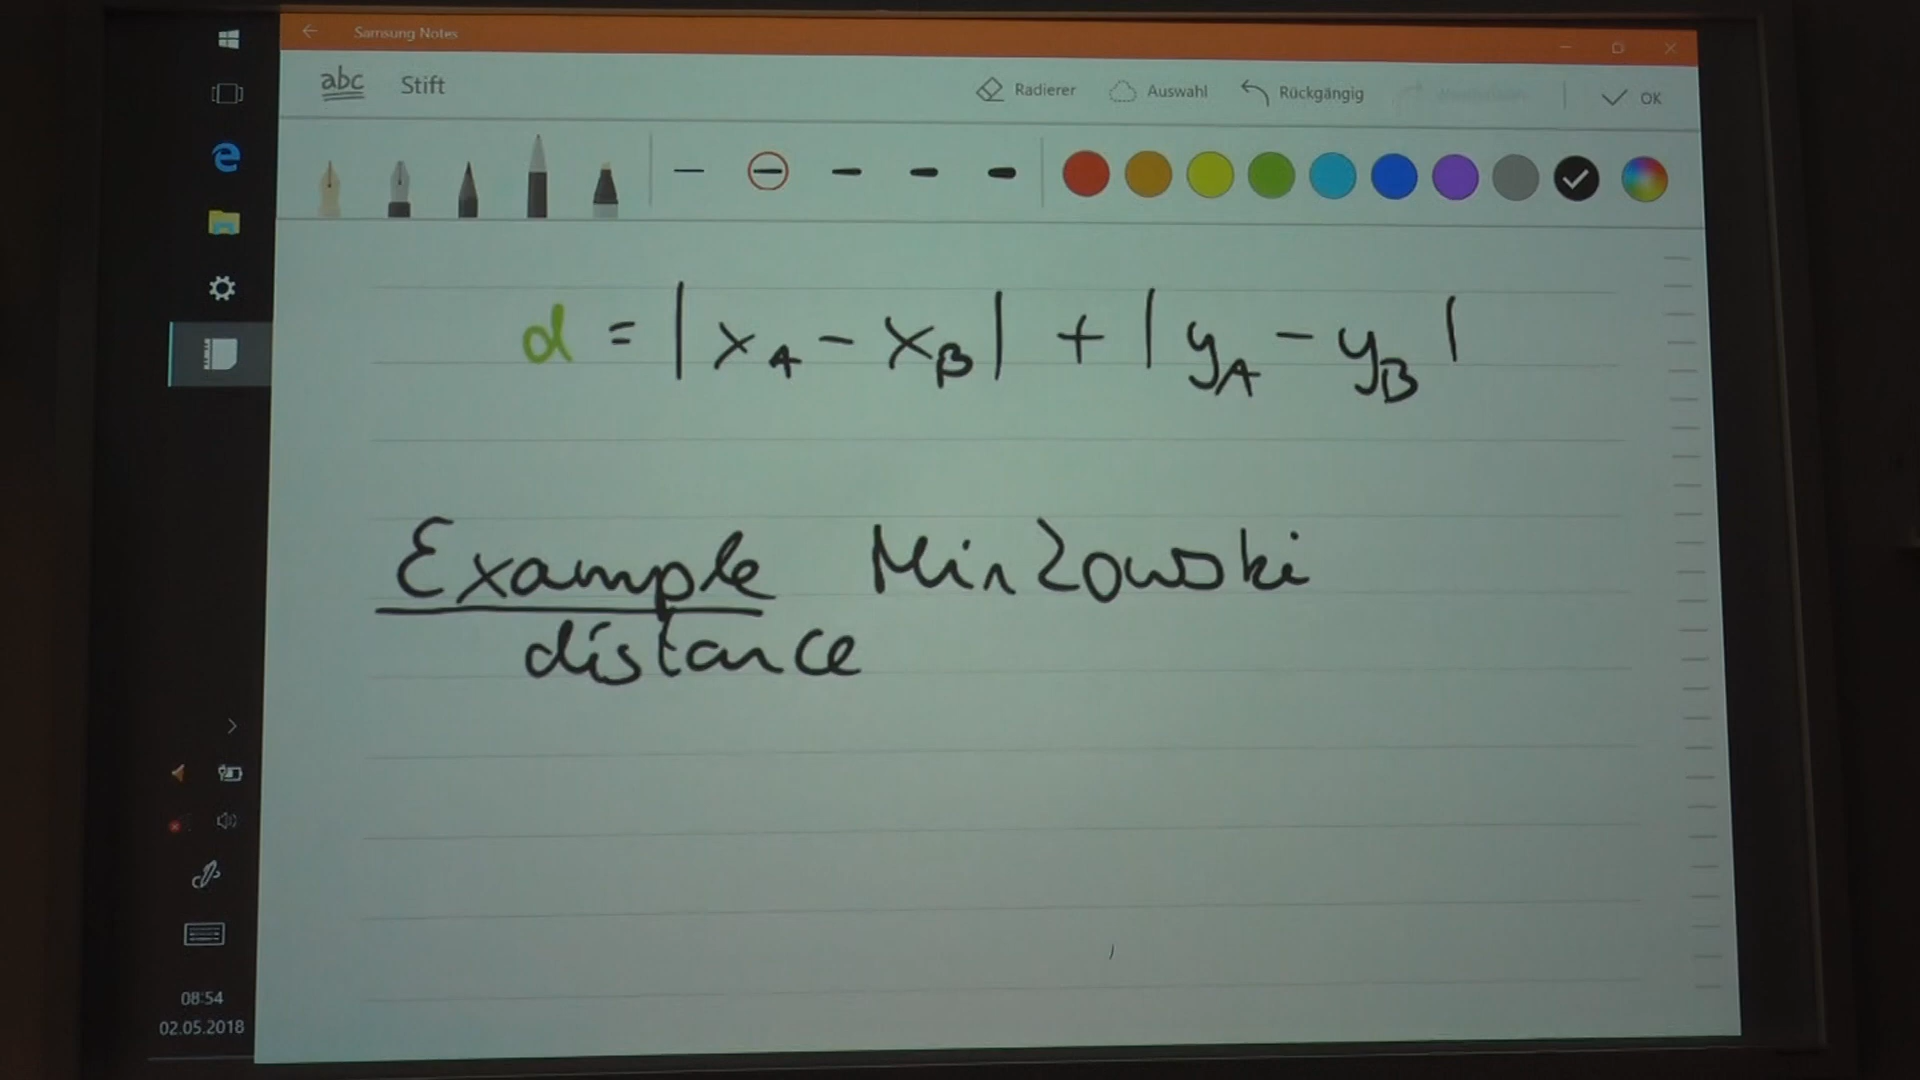 Samsung Notes
abc Stift Radierer Auswahl Rückgängig OK
d = | x_A - x_B | + | y_A - y_B |
Example Minkowski
distance
08:54
02.05.2018